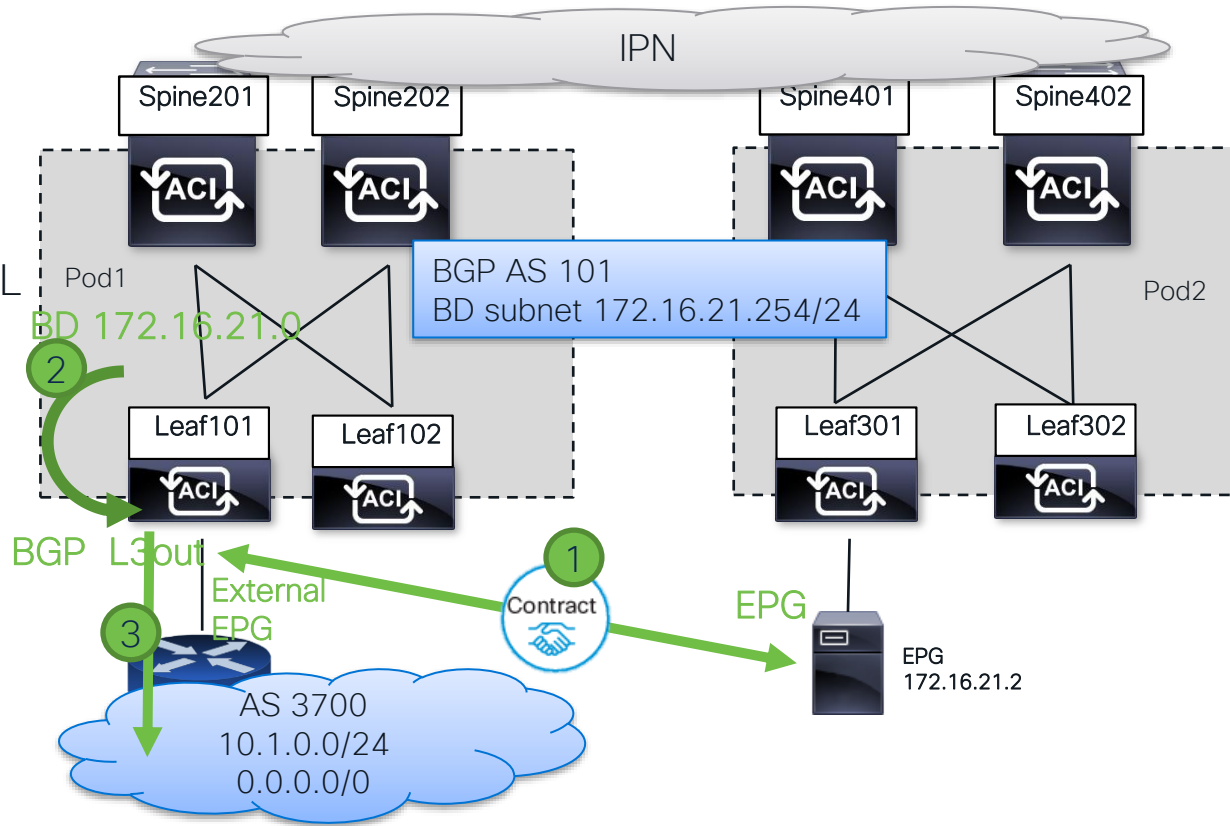 IPN
Spine201
Spine202
Spine401
Spine402
ACI
ACI
ACI
ACI
L
Pod1
BGP AS 101
BD subnet 172.16.21.254/24
Pod2
BD 172.16.21.0
2
Leaf101
Leaf102
Leaf301
Leaf302
ACI
ACI
ACI
ACI
BGP L3out
1
External
EPG
Contract
EPG
3
EPG
172.16.21.2
AS 3700
10.1.0.0/24
0.0.0.0/0